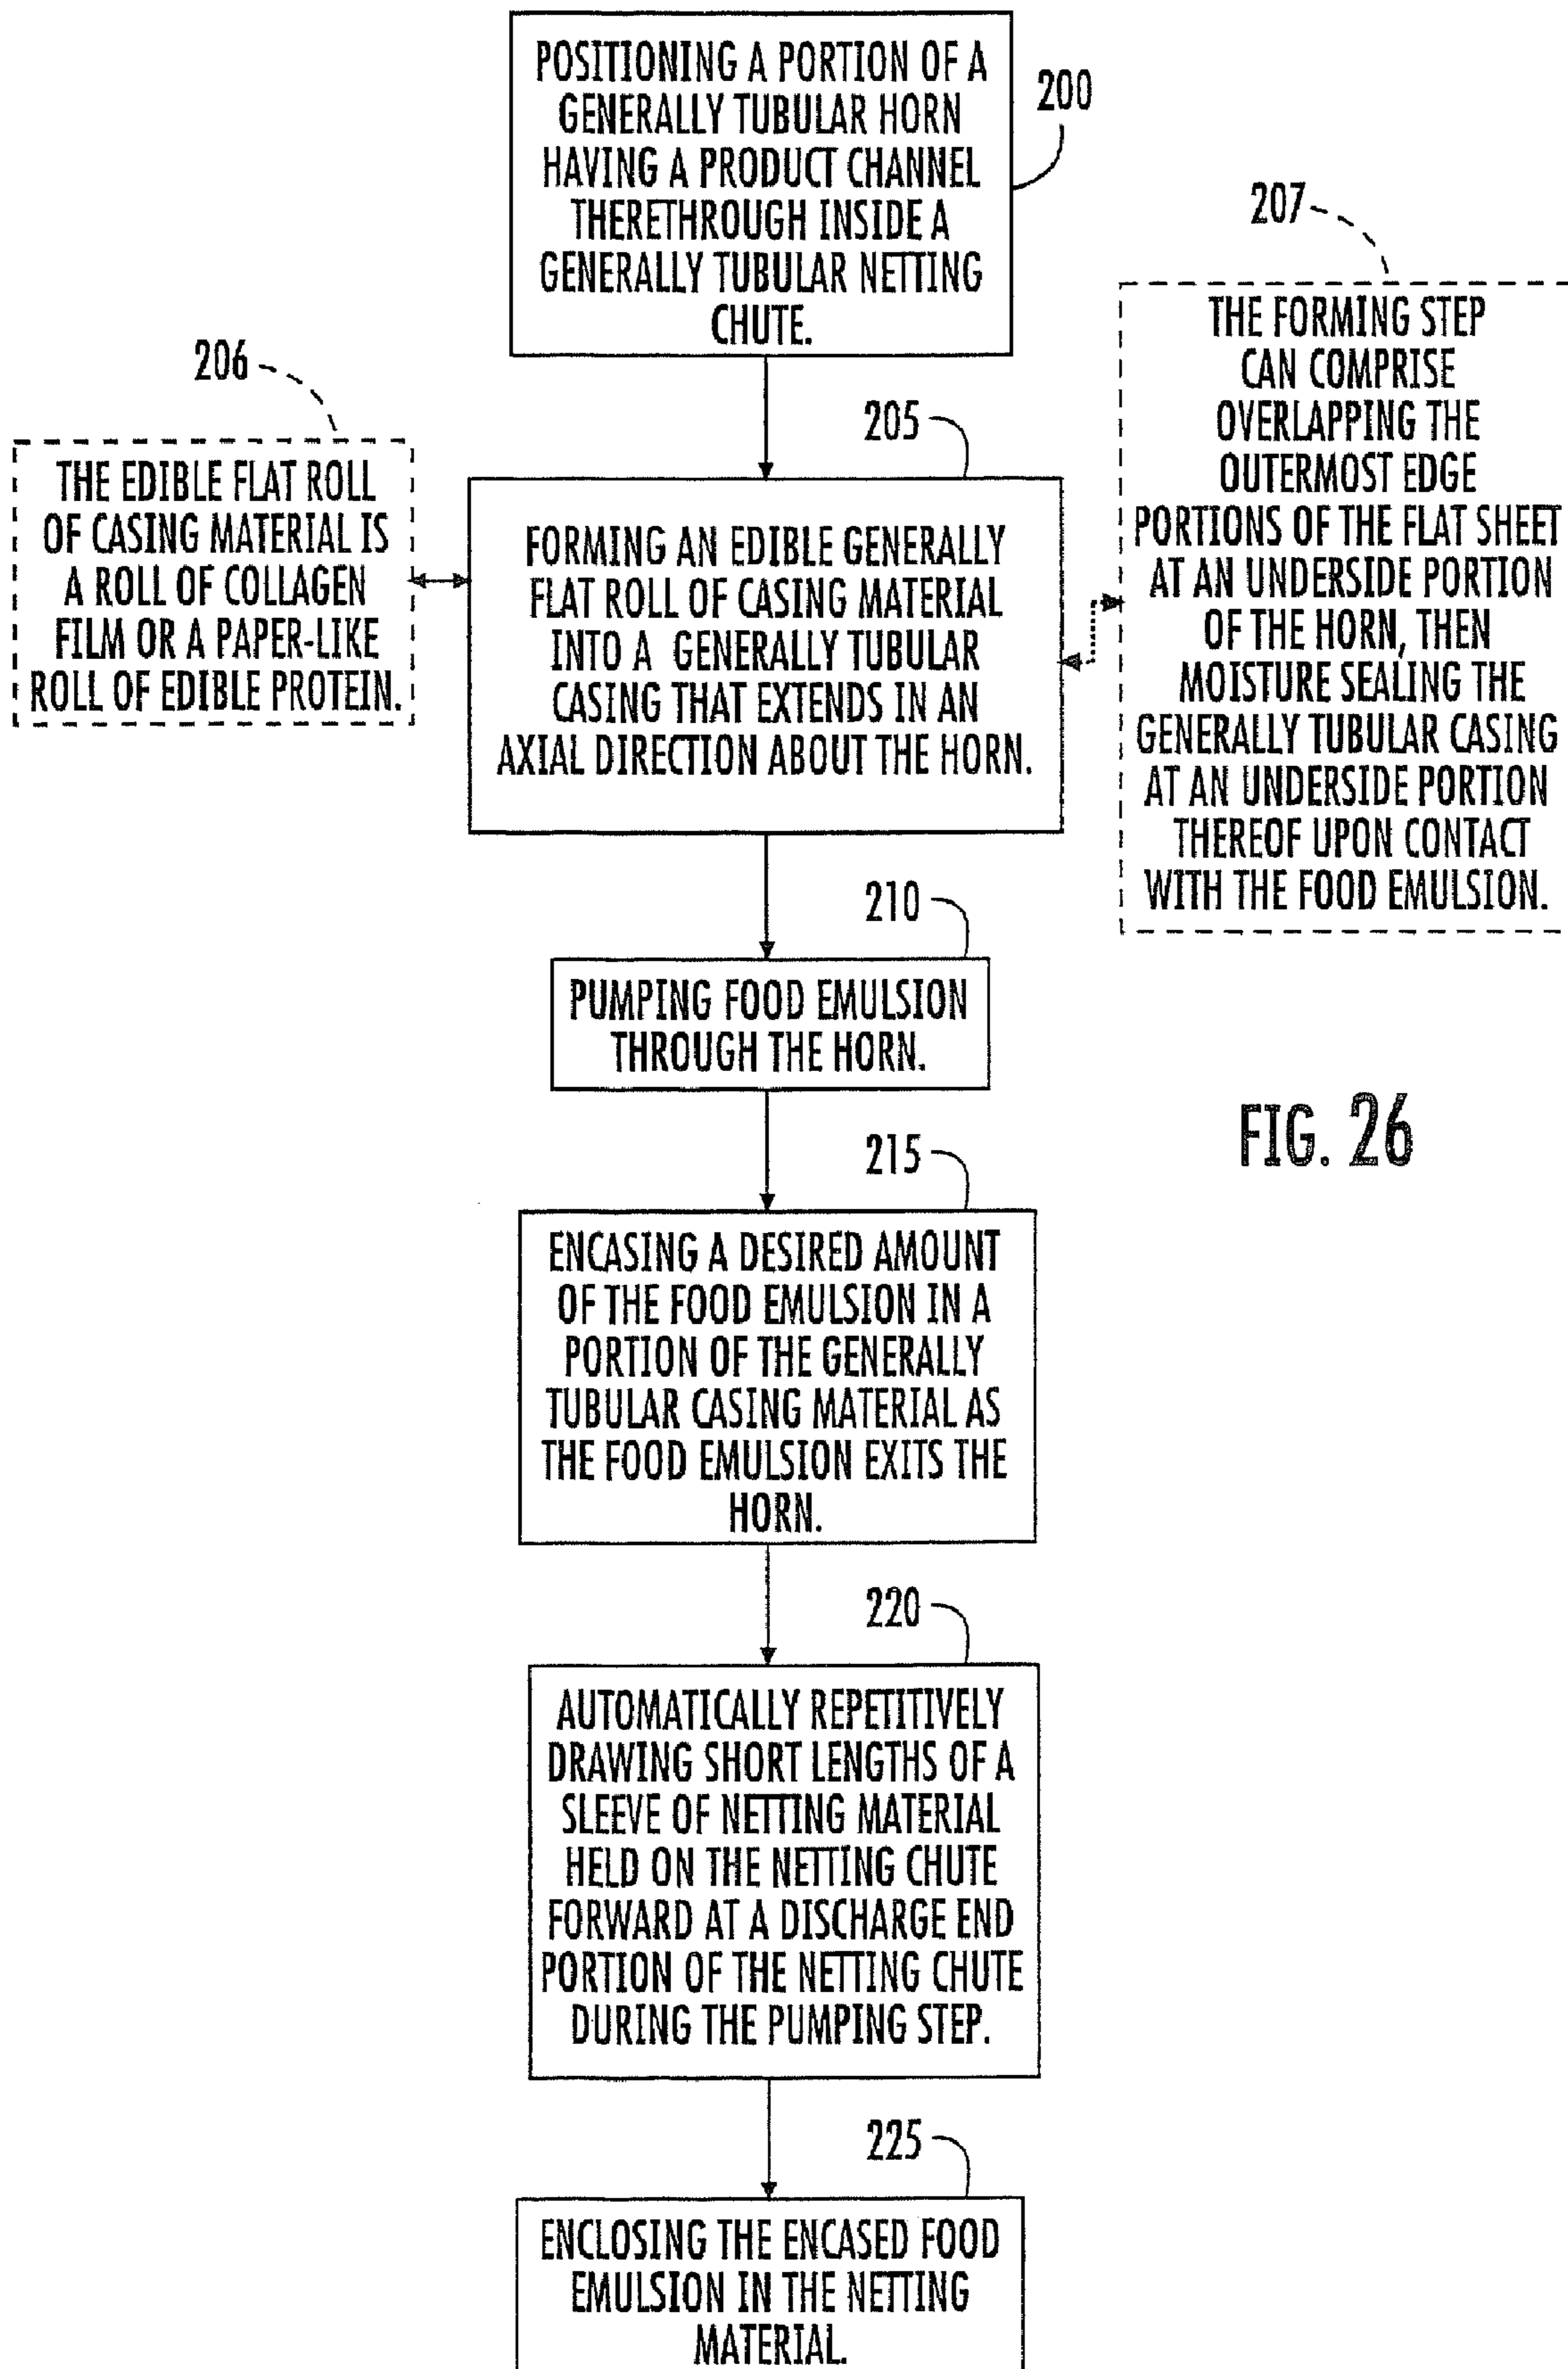 POSITIONING A PORTION OF A
GENERALLY TUBULAR HORN
HAVING A PRODUCT CHANNEL
THERETHROUGH INSIDE A
GENERALLY TUBULAR NETTING
CHUTE.
200
207
206
THE EDIBLE FLAT ROLL
OF CASING MATERIAL IS
A ROLL OF COLLAGEN
FILM OR A PAPER-LIKE
ROLL OF EDIBLE PROTEIN.
205
FORMING AN EDIBLE GENERALLY
FLAT ROLL OF CASING MATERIAL
INTO A GENERALLY TUBULAR
CASING THAT EXTENDS IN AN
AXIAL DIRECTION ABOUT THE HORN.
THE FORMING STEP
CAN COMPRISE
OVERLAPPING THE
OUTERMOST EDGE
PORTIONS OF THE FLAT SHEET
AT AN UNDERSIDE PORTION
OF THE HORN, THEN
MOISTURE SEALING THE
GENERALLY TUBULAR CASING
AT AN UNDERSIDE PORTION
THEREOF UPON CONTACT
WITH THE FOOD EMULSION.
210
PUMPING FOOD EMULSION
THROUGH THE HORN.
FIG. 26
215
ENCASING A DESIRED AMOUNT
OF THE FOOD EMULSION IN A
PORTION OF THE GENERALLY
TUBULAR CASING MATERIAL AS
THE FOOD EMULSION EXITS THE
HORN.
220
AUTOMATICALLY REPETITIVELY
DRAWING SHORT LENGTHS OF A
SLEEVE OF NETTING MATERIAL
HELD ON THE NETTING CHUTE
FORWARD AT A DISCHARGE END
PORTION OF THE NETTING CHUTE
DURING THE PUMPING STEP.
225
ENCLOSING THE ENCASED FOOD
EMULSION IN THE NETTING
MATERIAL.